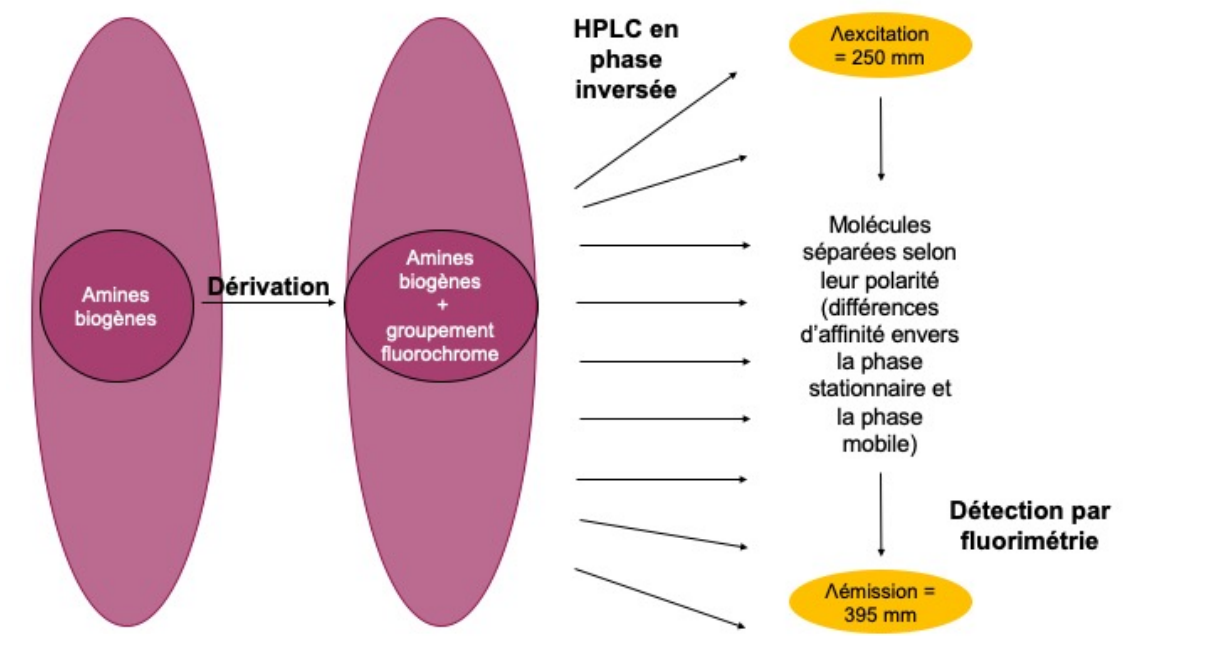 Amines
biogènes
Dérivation
Amines
biogènes
+
groupement
fluorochrome
HPLC en
phase
inversée
Λexcitation
= 250 mm
Molécules
séparées selon
leur polarité
(différences
d'affinité envers
la phase
stationnaire et
la phase
mobile)
Détection par
fluorimétrie
Λémission =
395 mm